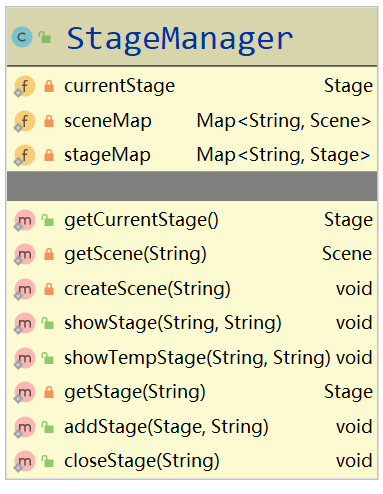 C StageManager
f currentStage Stage
f sceneMap Map<String, Scene>
f stageMap Map<String, Stage>
m getCurrentStage() Stage
m getScene(String) Scene
m createScene(String) void
m showStage(String, String) void
m showTempStage(String, String) void
m getStage(String) Stage
m addStage(Stage, String) void
m closeStage(String) void